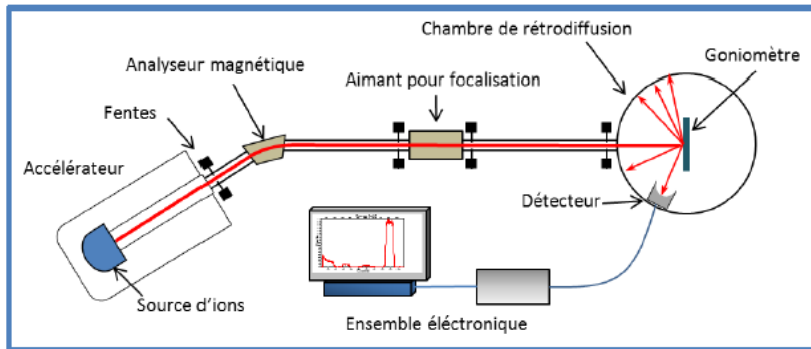 Chambre de rétrodiffusion
Goniomètre
Analyseur magnétique
Aimant pour focalisation
Fentes
Accélérateur
Détecteur
Source d'ions
Ensemble éléctronique